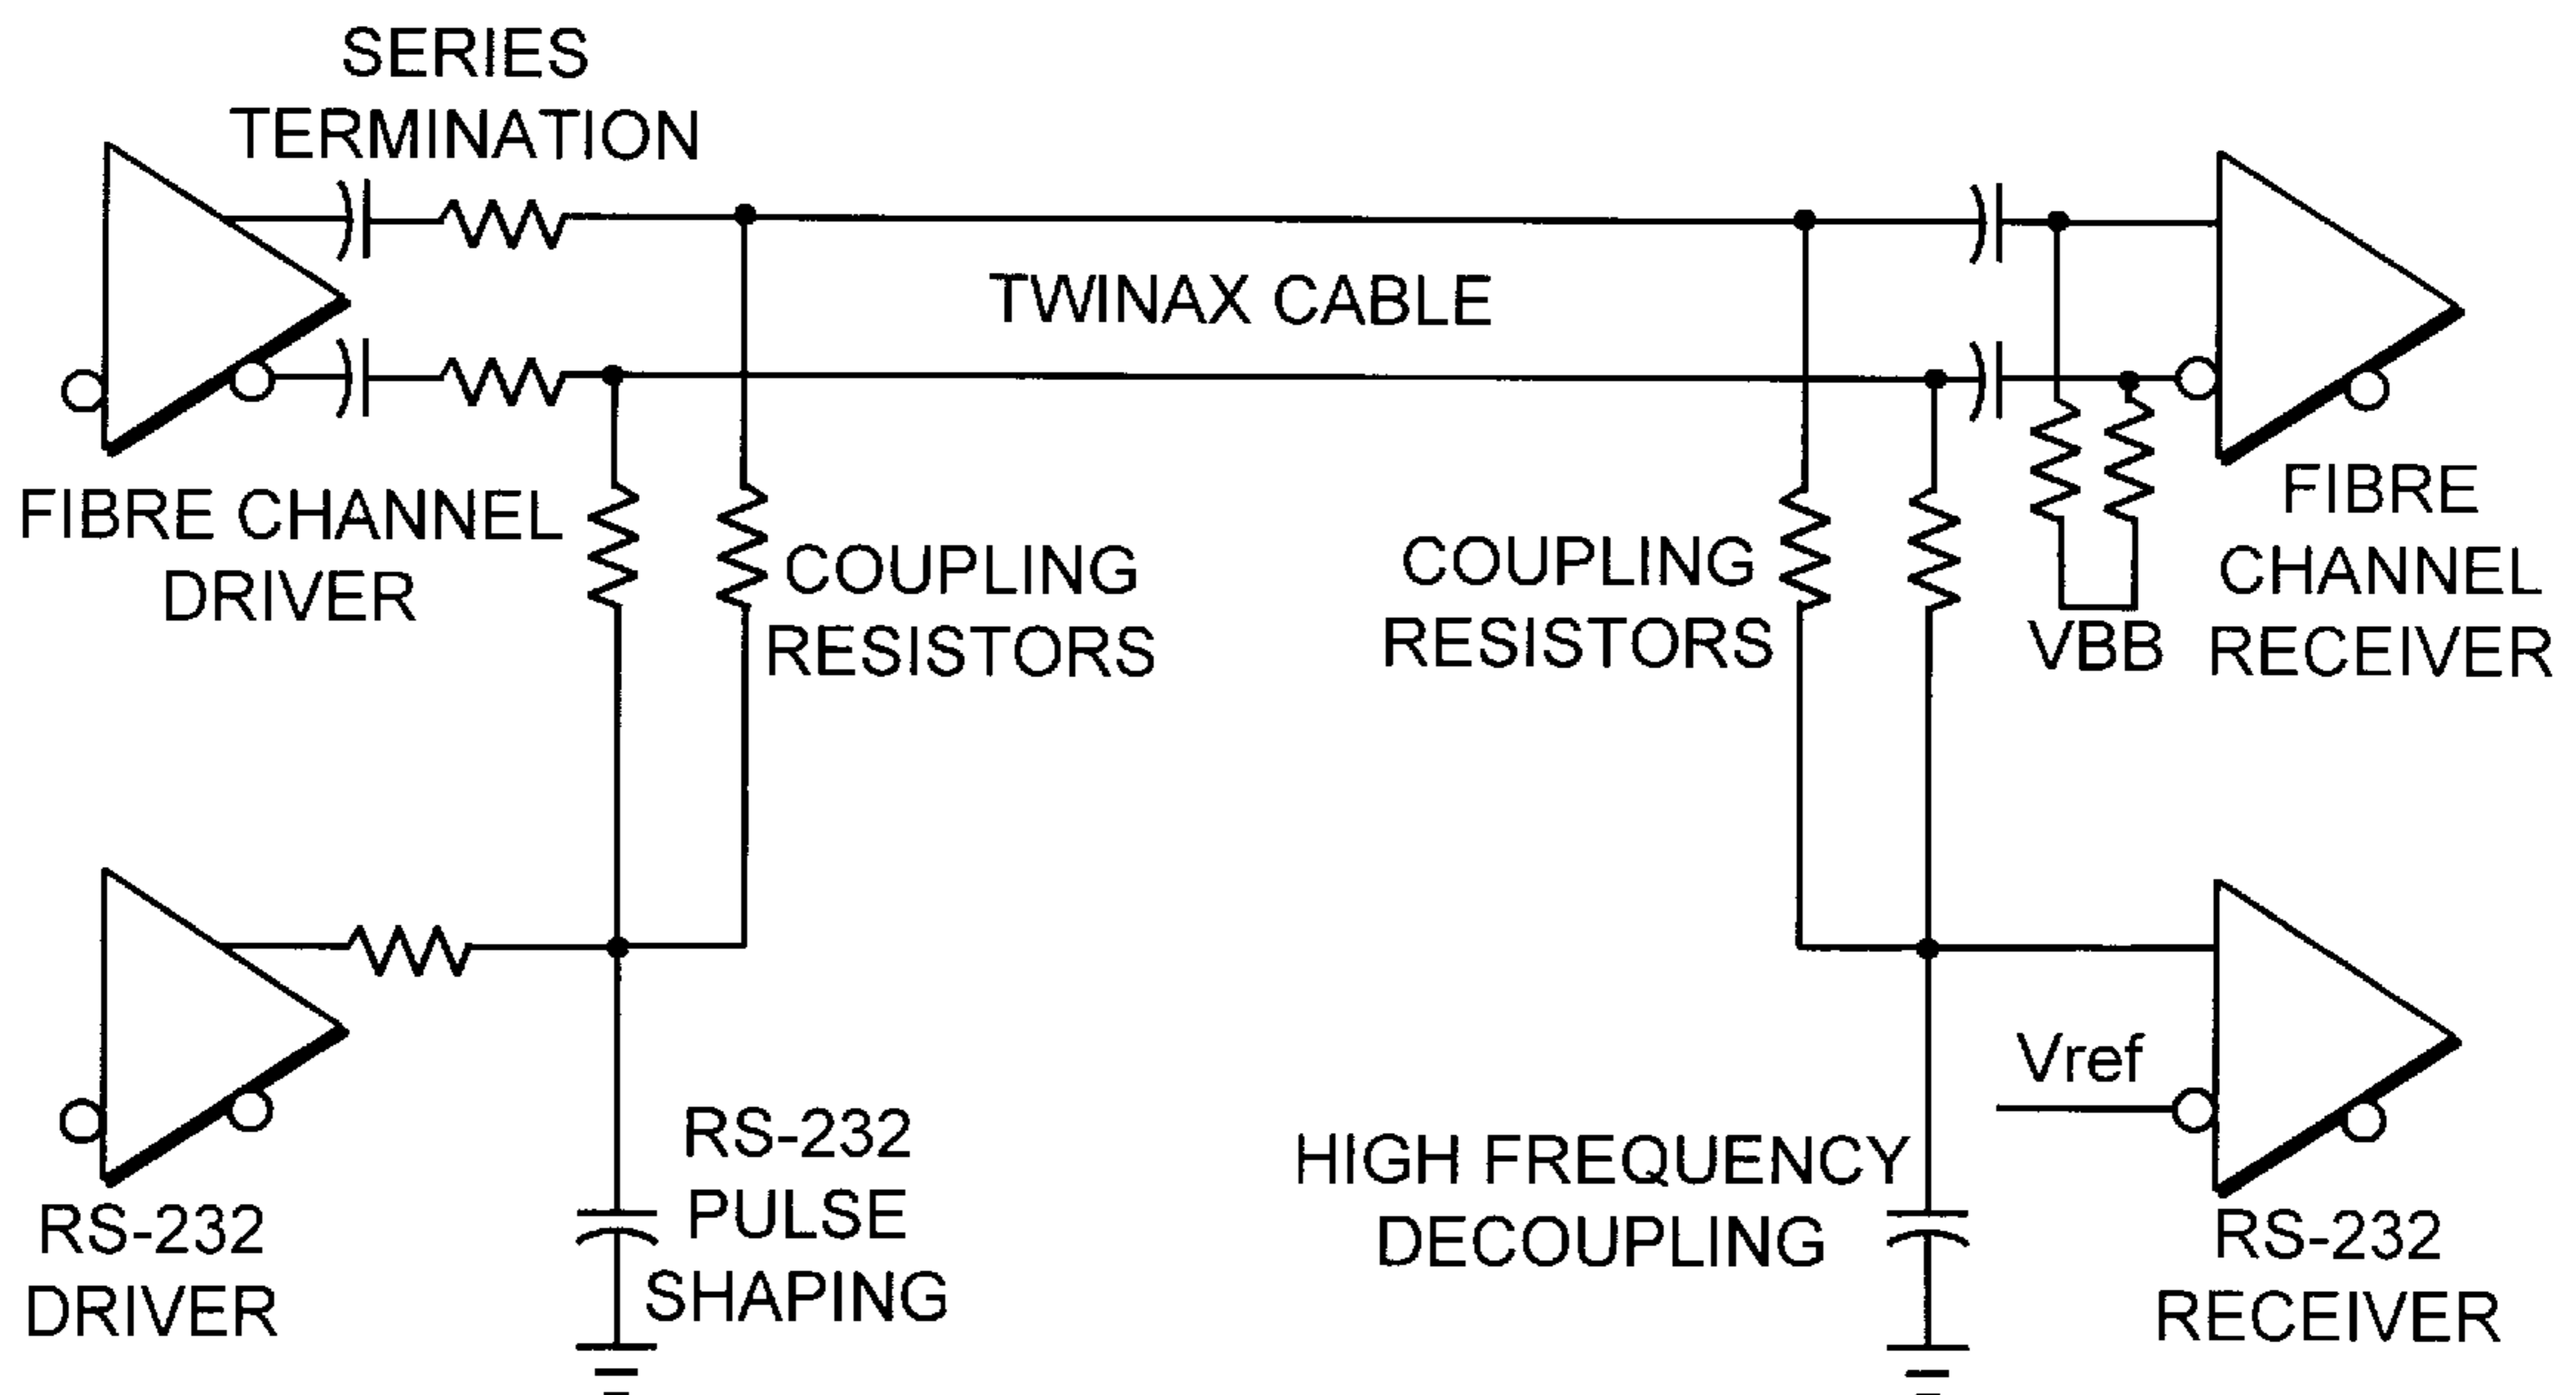 SERIES
TERMINATION
TWINAX CABLE
FIBRE CHANNEL
DRIVER
COUPLING
RESISTORS
COUPLING
RESISTORS
VBB
FIBRE
CHANNEL
RECEIVER
Vref
RS-232
PULSE
SHAPING
HIGH FREQUENCY
DECOUPLING
RS-232
DRIVER
RS-232
RECEIVER